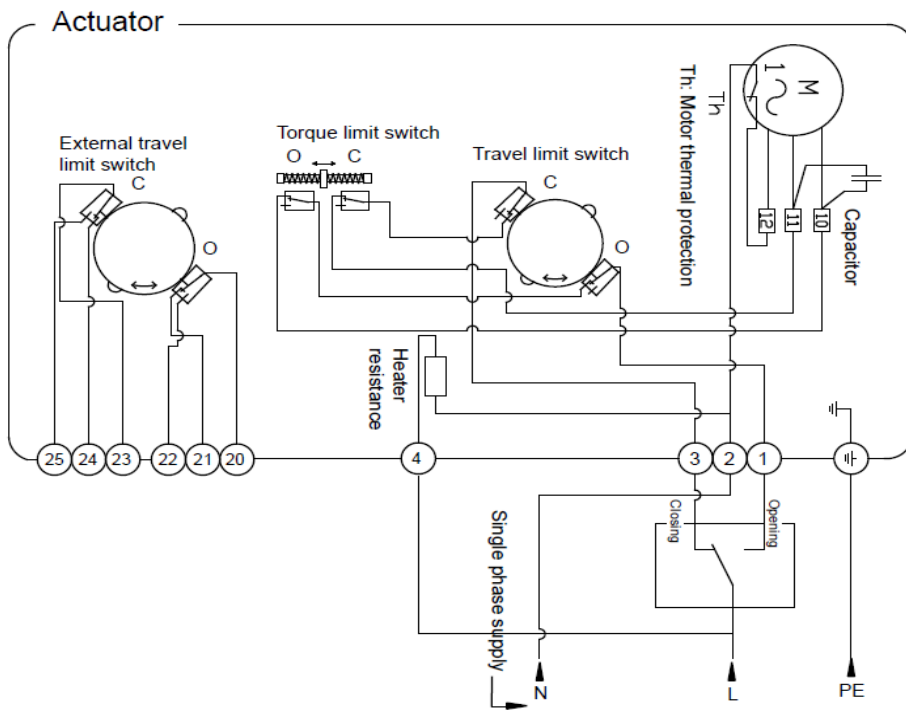 Actuator
External travel
limit switch
C
O
Torque limit switch
O
C
Travel limit switch
C
O
Th: Motor thermal protection
Th
M
1
12
11
10
Capacitor
Heater
resistance
25
24
23
22
21
20
4
3
2
1
Closing
Opening
Single phase supply
N
L
PE